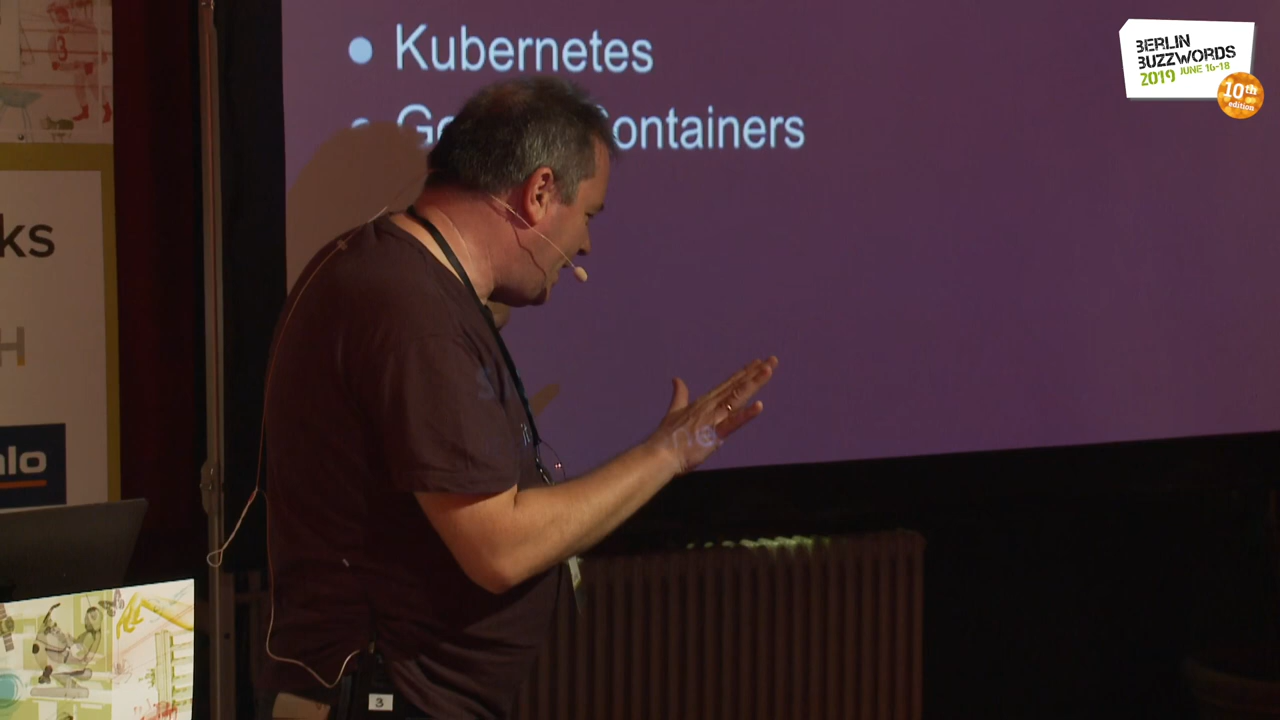 Kubernetes
Containers
BERLIN
BUZZWORDS
2019 JUNE 16-18
10th
edition
ks
H
alo
3